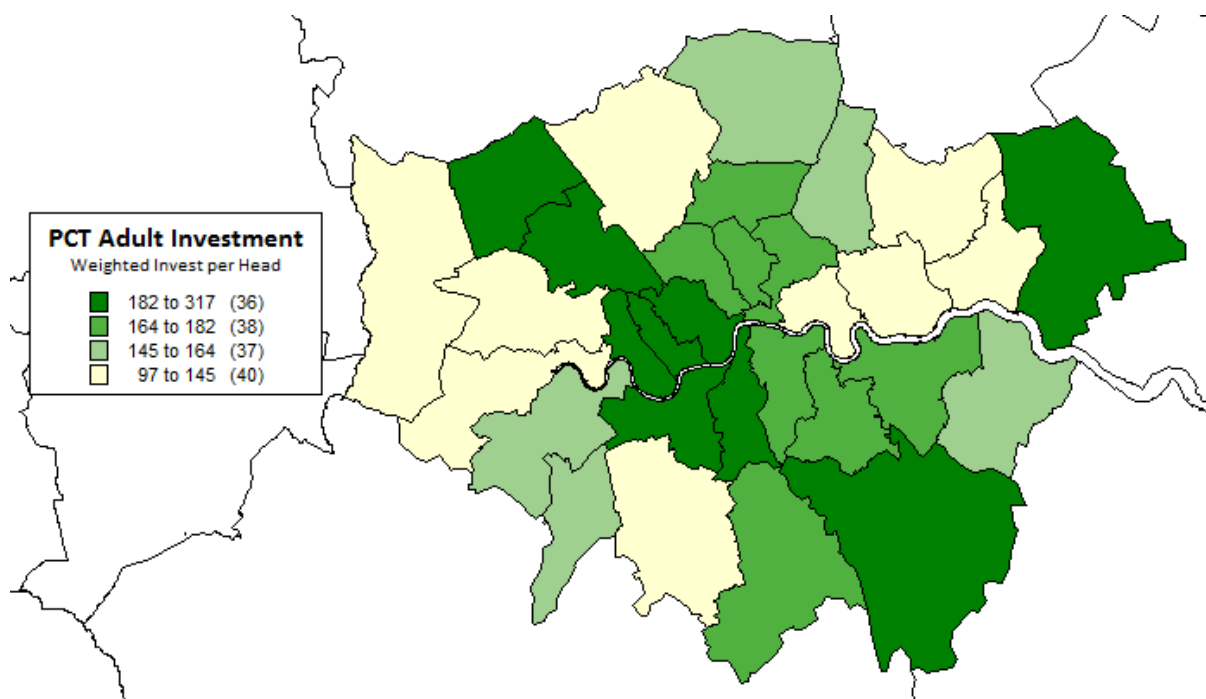 PCT Adult Investment
Weighted Invest per Head
182 to 317 (36)
164 to 182 (38)
145 to 164 (37)
97 to 145 (40)